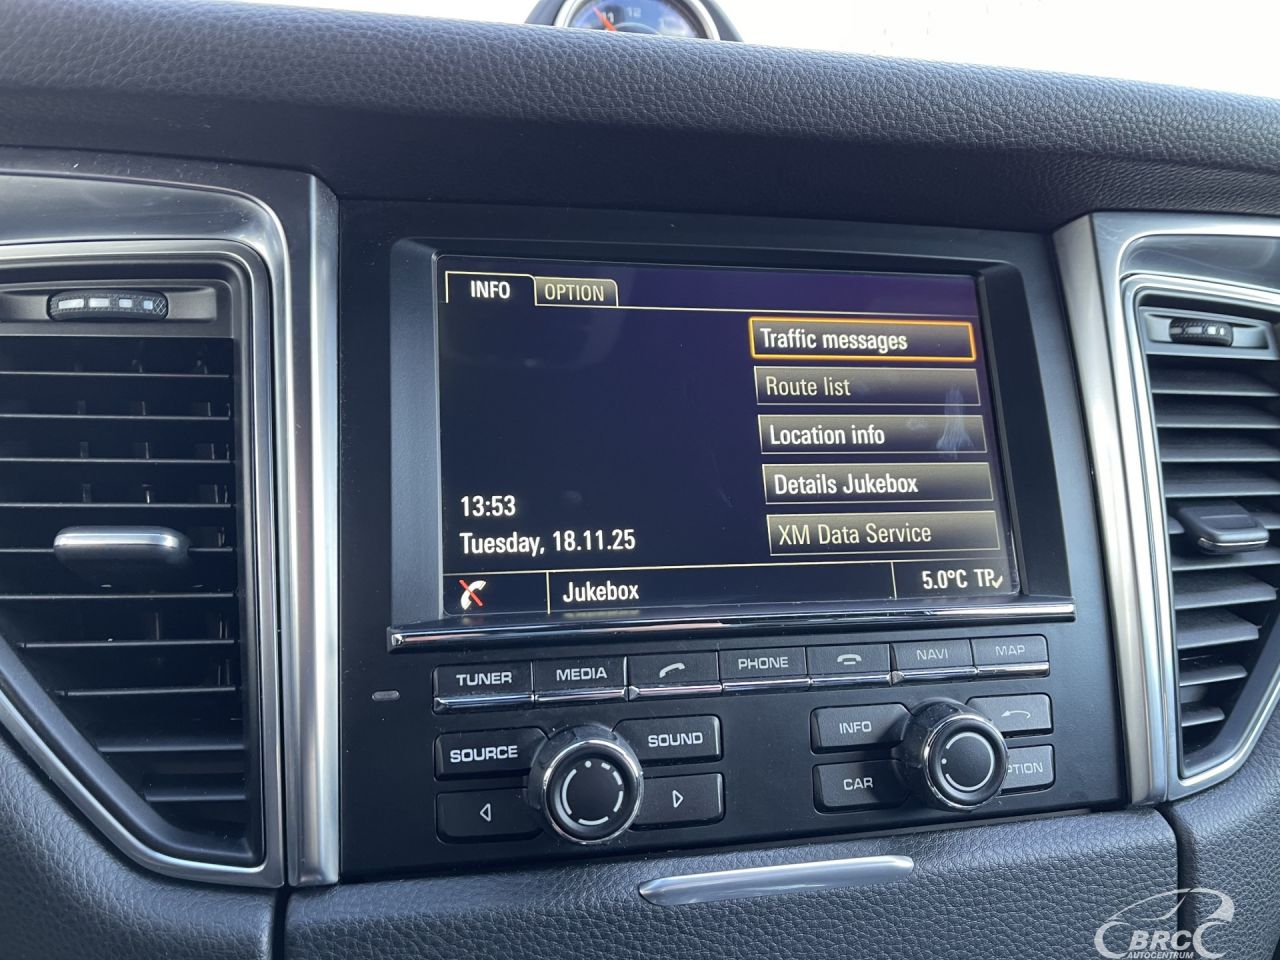 12
INFO
OPTION
Traffic messages
Route list
Location info
Details Jukebox
XM Data Service
13:53
Tuesday, 18.11.25
Jukebox
5.0°C TP
TUNER
MEDIA
PHONE
NAVI
MAP
SOURCE
SOUND
INFO
CAR
BRC
AUTOCENTRUM